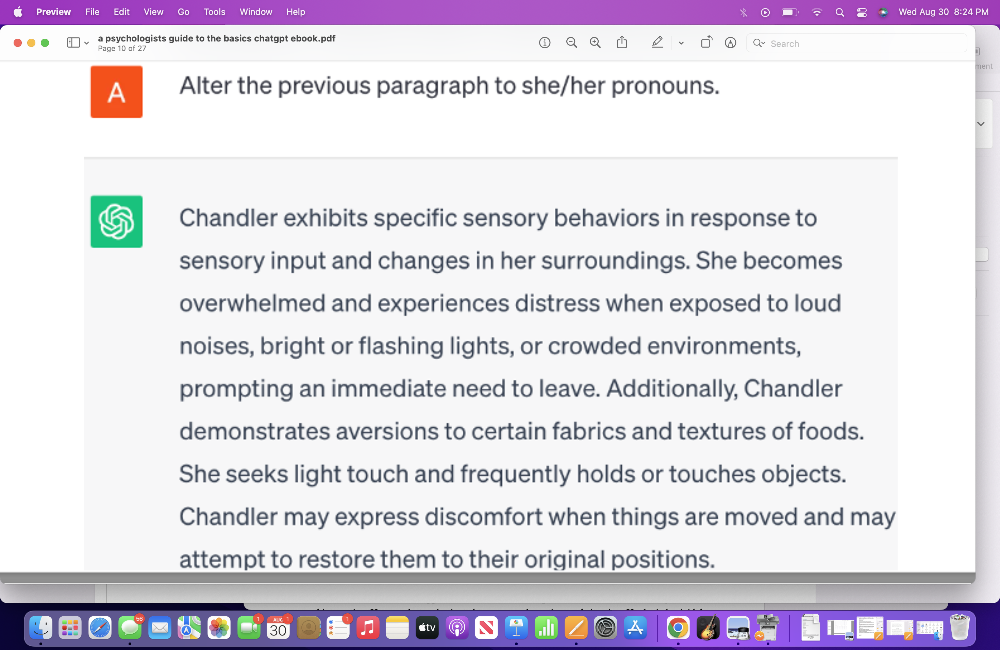 Preview File Edit View Go Tools Window Help Wed Aug 30 8:24 PM
a psychologists guide to the basics chatgpt ebook.pdf
Page 10 of 27
Search
ment
A
Alter the previous paragraph to she/her pronouns.
Chandler exhibits specific sensory behaviors in response to
sensory input and changes in her surroundings. She becomes
overwhelmed and experiences distress when exposed to loud
noises, bright or flashing lights, or crowded environments,
prompting an immediate need to leave. Additionally, Chandler
demonstrates aversions to certain fabrics and textures of foods.
She seeks light touch and frequently holds or touches objects.
Chandler may express discomfort when things are moved and may
attempt to restore them to their original positions.
56
1
AUG 1
30
1
tv
PDF